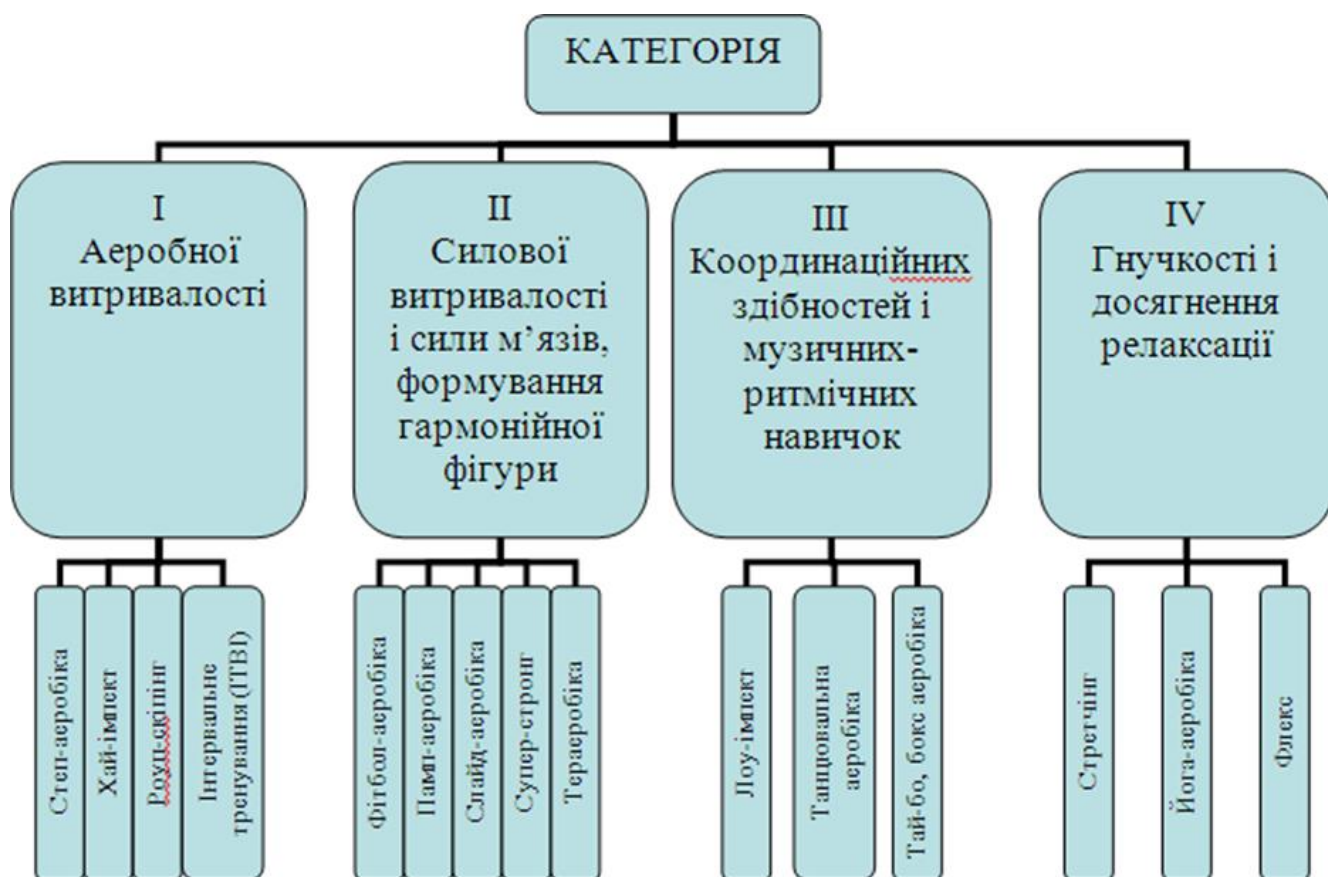 КАТЕГОРІЯ
I
Аеробної
витривалості
II
Силової
витривалості
і сили м’язів,
формування
гармонійної
фігури
III
Координаційних
здібностей і
музичних-
ритмічних
навичок
IV
Гнучкості і
досягнення
релаксації
Степ-аеробіка
Хай-імпект
Роуп-скіпінг
Інтервальне
тренування (ІТВІ)
Фітбол-аеробіка
Памп-аеробіка
Слайд-аеробіка
Супер-стронг
Тераеробіка
Лоу-імпект
Танцювальна
аеробіка
Тай-бо, бокс аеробіка
Стретчінг
Йога-аеробіка
Флекс